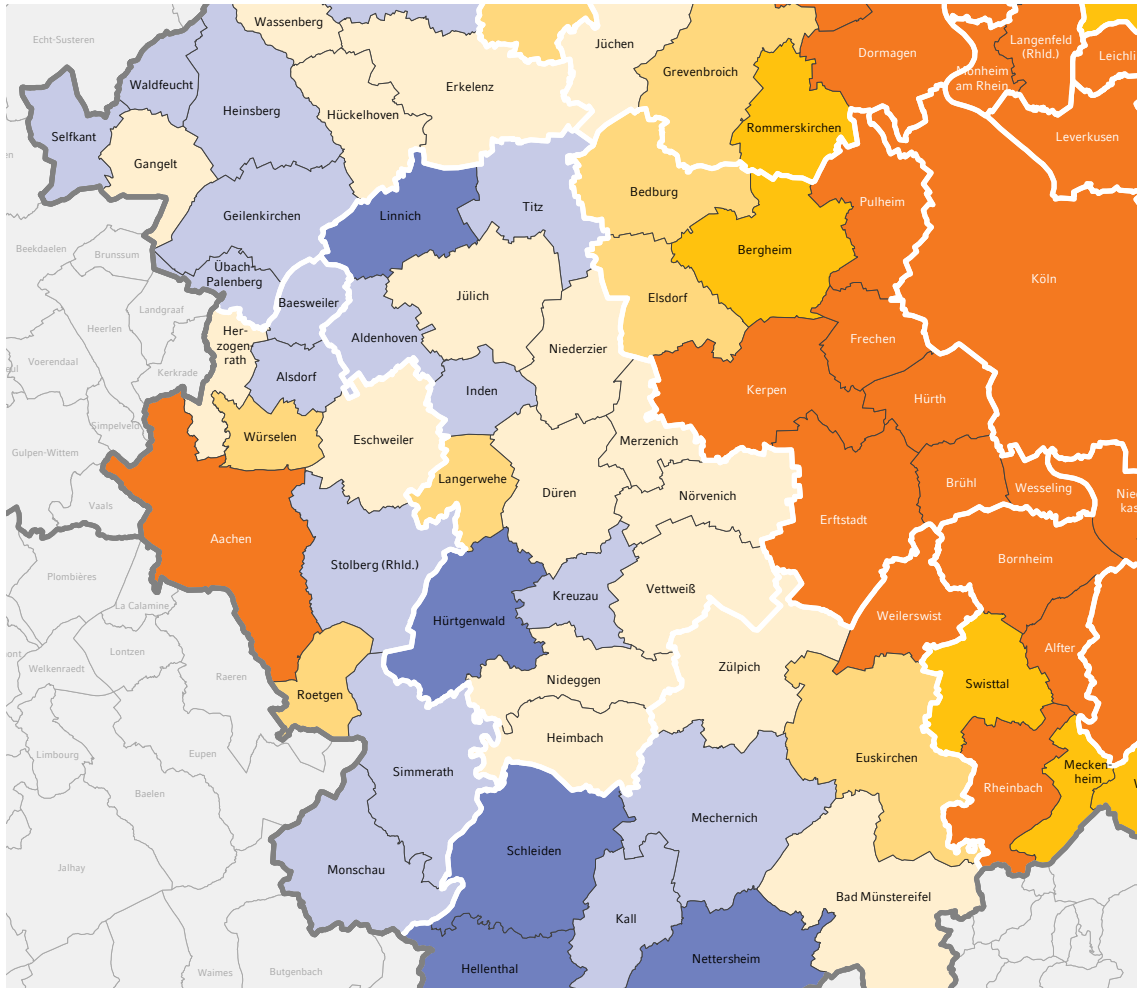 Echt-Susteren
Wassenberg
Jüchen
Dormagen
Langenfeld
(Rhld.)
Leichli
Monheim
am Rhein
Waldfeucht
Grevenbroich
Erkelenz
Heinsberg
Hückelhoven
Rommerskirchen
Leverkusen
Selfkant
Gangelt
Bedburg
Pulheim
Geilenkirchen
Linnich
Titz
Beekdaelen
Brunssum
Bergheim
Köln
Übach-
Palenberg
Baesweiler
Jülich
Elsdorf
Landgraaf
Heerlen
Her-
zogen-
rath
Aldenhoven
Niederzier
Frechen
Voerendaal
Kerkrade
Alsdorf
Inden
Kerpen
Hürth
Simpelveld
Würselen
Eschweiler
Merzenich
Gulpen-Wittem
Langerwehe
Düren
Nörvenich
Brühl
Wesseling
Nied
kas
Vaals
Aachen
Erftstadt
Bornheim
Plombières
Stolberg (Rhld.)
Kreuzau
Vettweiß
La Calamine
Hürtgenwald
Weilerswist
Lontzen
Alfter
Welkenraedt
Raeren
Nideggen
Zülpich
Swisttal
Roetgen
Heimbach
Limbourg
Eupen
Simmerath
Euskirchen
Mecken-
heim
Baelen
Rheinbach
Mechernich
Schleiden
Jalhay
Monschau
Bad Münstereifel
Kall
Nettersheim
Waimes
Butgenbach
Hellenthal